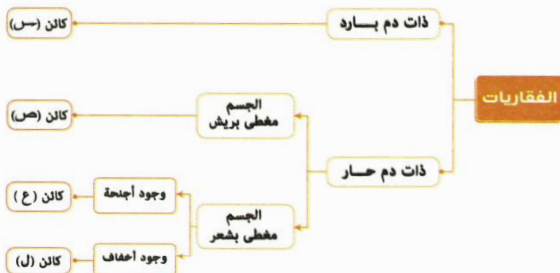 الفقاريات
ذات دم بـــارد
كائن (س)
ذات دم حـــار
الجسم
مغطى بريش
كائن (ص)
الجسم
مغطى بشعر
وجود أجنحة
كائن (ع)
وجود أخفاف
كائن (ل)